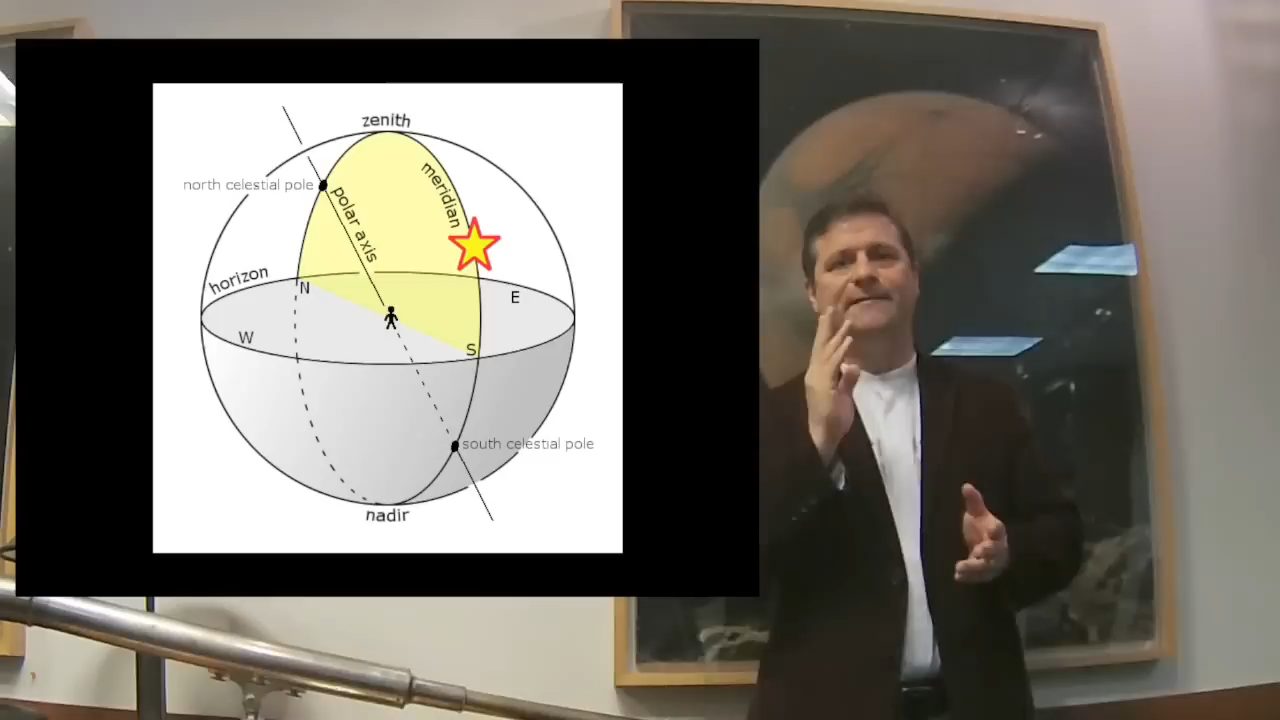 zenith
meridian
north celestial pole
polar axis
horizon
N
E
W
S
south celestial pole
nadir